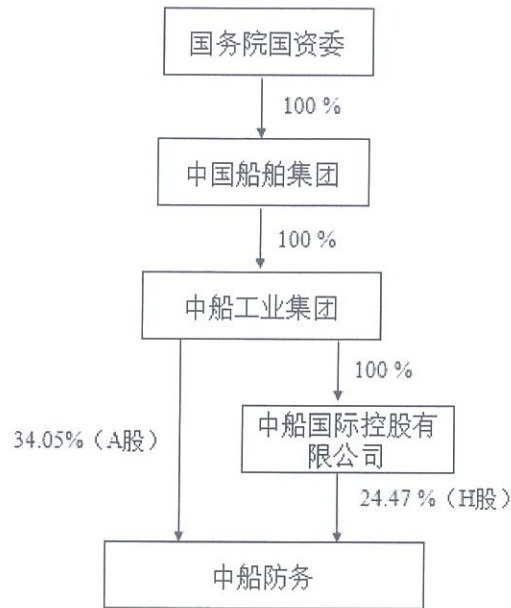 国务院国资委
100 %
中国船舶集团
100 %
中船工业集团
100 %
34.05%（A股）
中船国际控股有
限公司
24.47 %（H股）
中船防务